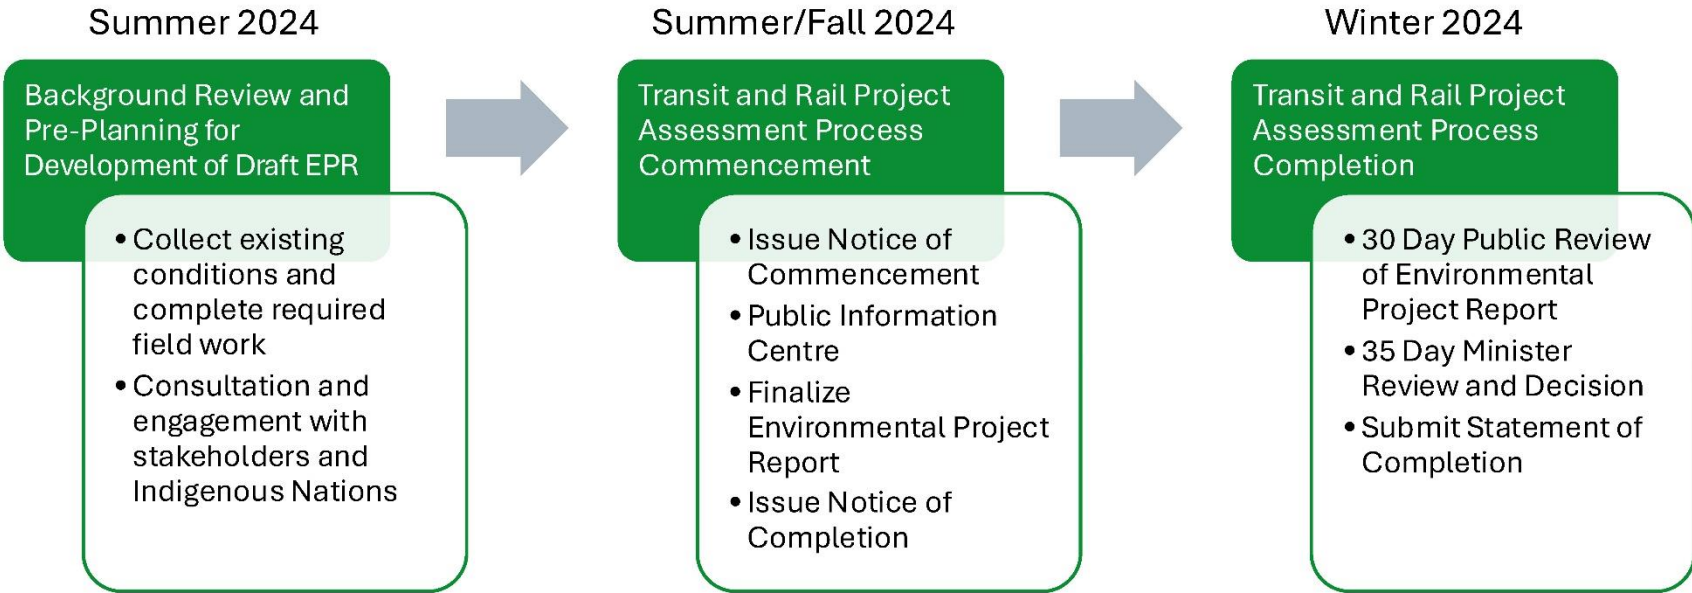 Summer 2024
Background Review and
Pre-Planning for
Development of Draft EPR
• Collect existing
conditions and
complete required
field work
• Consultation and
engagement with
stakeholders and
Indigenous Nations
Summer/Fall 2024
Transit and Rail Project
Assessment Process
Commencement
• Issue Notice of
Commencement
• Public Information
Centre
• Finalize
Environmental Project
Report
• Issue Notice of
Completion
Winter 2024
Transit and Rail Project
Assessment Process
Completion
• 30 Day Public Review
of Environmental
Project Report
• 35 Day Minister
Review and Decision
• Submit Statement of
Completion